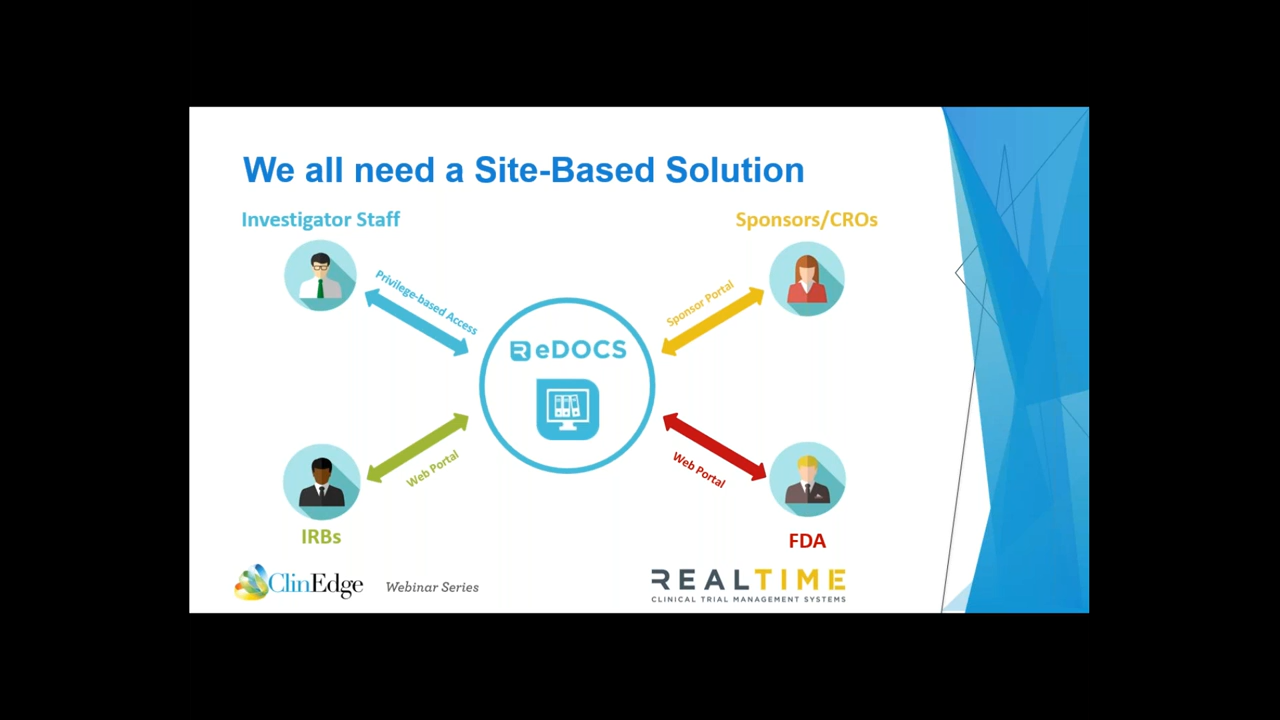 We all need a Site-Based Solution
Investigator Staff
Sponsors/CROs
Privilege-based Access
Sponsor Portal
eDOCS
Web Portal
Web Portal
IRBs
FDA
ClinEdge
Webinar Series
REALTIME
CLINICAL TRIAL MANAGEMENT SYSTEMS